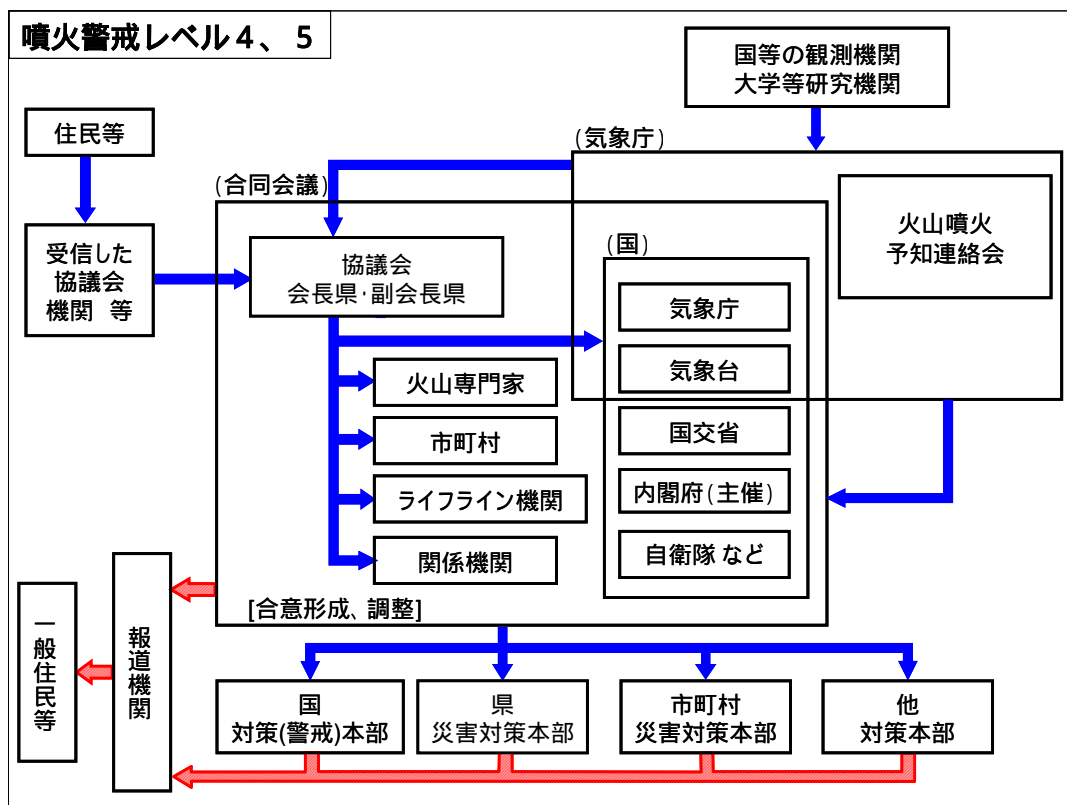 噴火警戒レベル４、５
国等の観測機関
大学等研究機関
住民等
(気象庁)
(合同会議)
火山噴火
予知連絡会
受信した
協議会
機関　等
協議会
会長県・副会長県
(国)
気象庁
火山専門家
気象台
市町村
国交省
ライフライン機関
内閣府(主催)
関係機関
自衛隊 など
[合意形成、調整]
一般住民等
報道機関
国
対策(警戒)本部
県
災害対策本部
市町村
災害対策本部
他
対策本部